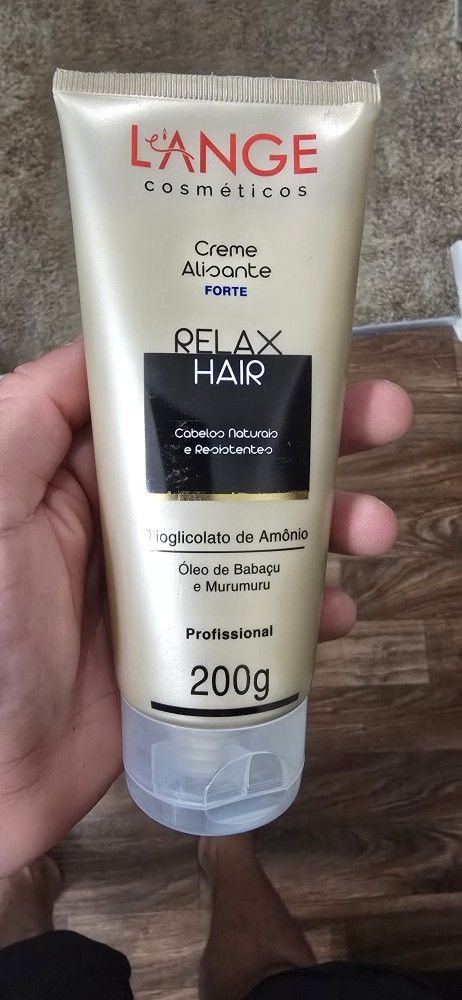 L'ANGE
cosméticos
Creme
Alisante
FORTE
RELAX
HAIR
Cabelos Naturais
e Resistentes
Tioglicolato de Amônio
Óleo de Babaçu
e Murumuru
Profissional
200g